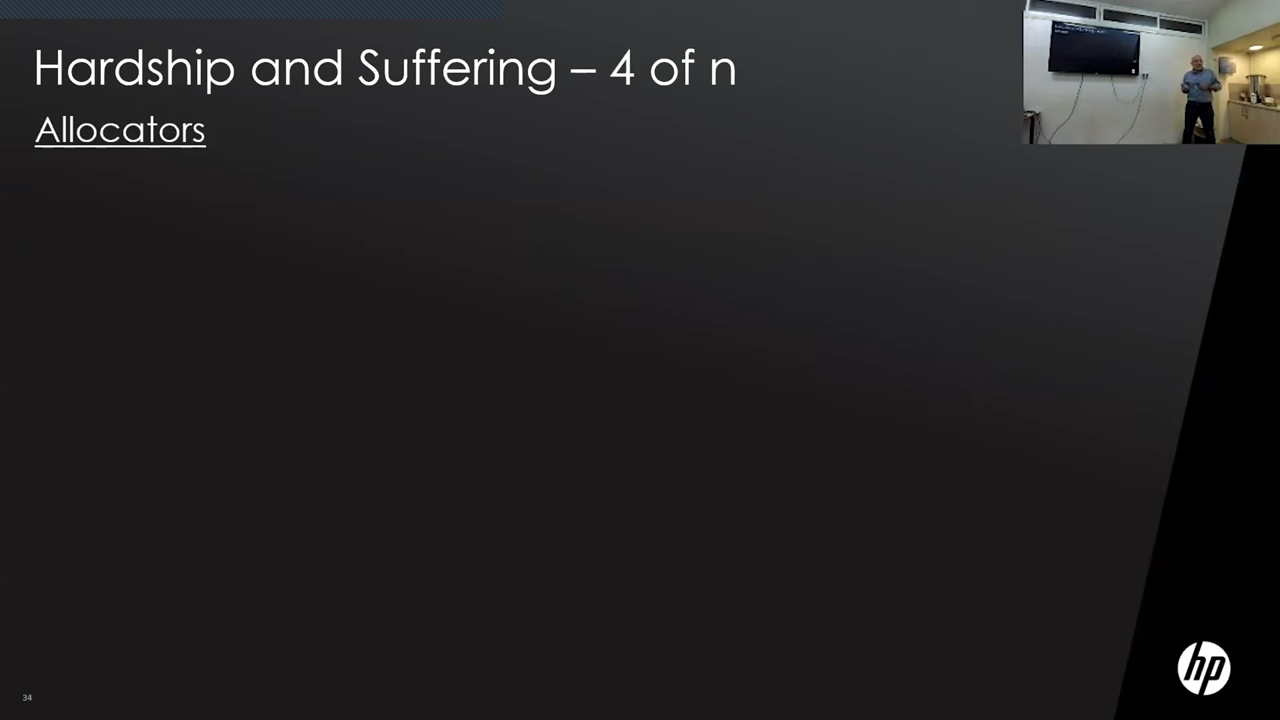 Hardship and Suffering – 4 of n
Allocators
hp
34